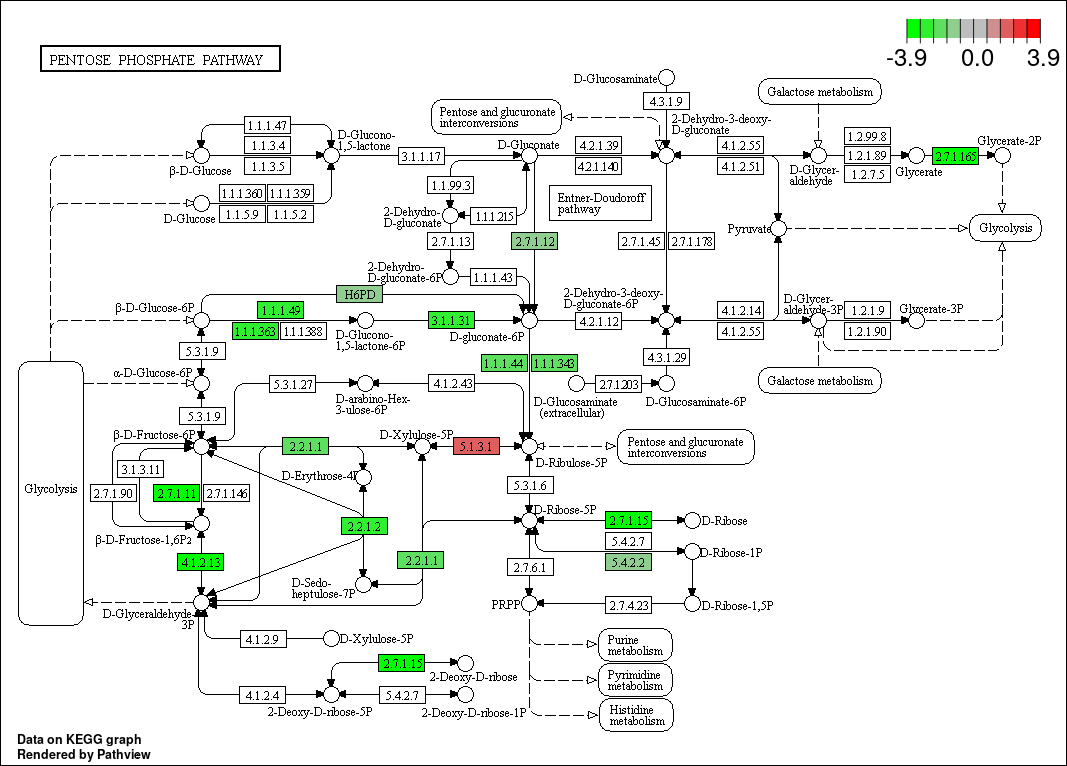 -3.9 0.0 3.9
PENTOSE PHOSPHATE PATHWAY
D-Glucosaminate
4.3.1.9
Galactose metabolism
Pentose and glucuronate
interconversions
2-Dehydro-3-deoxy-
D-gluconate
1.1.1.47
D-Glucono-
1,5-lactone
1.1.3.4
1.1.3.5
β-D-Glucose
3.1.1.17
D-Gluconate
4.2.1.39
4.2.1.140
4.1.2.55
4.1.2.51
D-Glycer-
aldehyde
1.2.99.8
1.2.1.89
1.2.7.5
Glycerate
2.7.1.165
Glycerate-2P
1.1.1.360
1.1.1.359
1.1.5.9
1.1.5.2
D-Glucose
1.1.99.3
2-Dehydro-
D-gluconate
1.1.1.215
Entner-Doudoroff
pathway
2.7.1.13
2.7.1.12
2.7.1.45
2.7.1.178
Pyruvate
Glycolysis
2-Dehydro-
D-gluconate-6P
1.1.1.43
H6PD
β-D-Glucose-6P
1.1.1.49
1.1.1.363
1.1.1.388
D-Glucono-
1,5-lactone-6P
3.1.1.31
D-gluconate-6P
2-Dehydro-3-deoxy-
D-gluconate-6P
4.2.1.12
4.1.2.14
4.1.2.55
D-Glycer-
aldehyde-3P
1.2.1.9
1.2.1.90
Glycerate-3P
5.3.1.9
1.1.1.44
1.1.1.343
4.3.1.29
α-D-Glucose-6P
5.3.1.27
D-arabino-Hex-
3-ulose-6P
4.1.2.43
D-Glucosaminate
(extracellular)
2.7.1.203
D-Glucosaminate-6P
Galactose metabolism
5.3.1.9
β-D-Fructose-6P
2.2.1.1
D-Xylulose-5P
5.1.3.1
D-Ribulose-5P
Pentose and glucuronate
interconversions
3.1.3.11
D-Erythrose-4P
5.3.1.6
Glycolysis
2.7.1.90
2.7.1.11
2.7.1.146
2.2.1.2
D-Ribose-5P
2.7.1.15
D-Ribose
5.4.2.7
β-D-Fructose-1,6P2
D-Ribose-1P
4.1.2.13
2.2.1.1
5.4.2.2
2.7.6.1
D-Sedo-
heptulose-7P
D-Glyceraldehyde-
3P
PRPP
2.7.4.23
D-Ribose-1,5P
4.1.2.9
D-Xylulose-5P
Purine
metabolism
2.7.1.15
2-Deoxy-D-ribose
Pyrimidine
metabolism
4.1.2.4
2-Deoxy-D-ribose-5P
5.4.2.7
2-Deoxy-D-ribose-1P
Histidine
metabolism
Data on KEGG graph
Rendered by Pathview